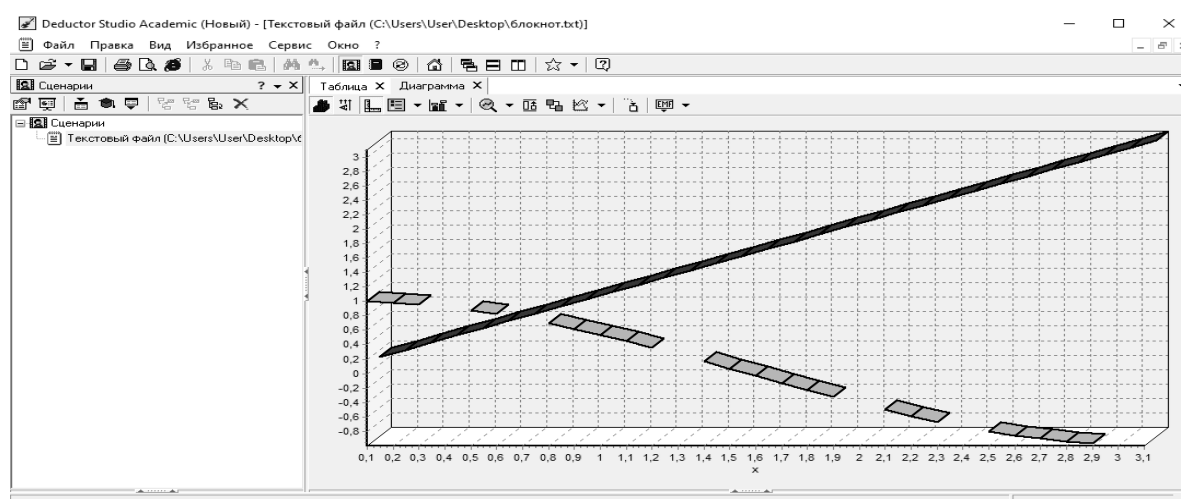 Deductor Studio Academic (Новый) - [Текстовый файл (C:\Users\User\Desktop\блокнот.txt)]
Файл Правка Вид Избранное Сервис Окно ?
Сценарии ?
Таблица X Диаграмма X
Сценарии
Текстовый файл (C:\Users\User\Desktop\б
3
2,8
2,6
2,4
2,2
2
1,8
1,6
1,4
1,2
1
0,8
0,6
0,4
0,2
0
-0,2
-0,4
-0,6
-0,8
0,1 0,2 0,3 0,4 0,5 0,6 0,7 0,8 0,9 1 1,1 1,2 1,3 1,4 1,5 1,6 1,7 1,8 1,9 2 2,1 2,2 2,3 2,4 2,5 2,6 2,7 2,8 2,9 3 3,1
x